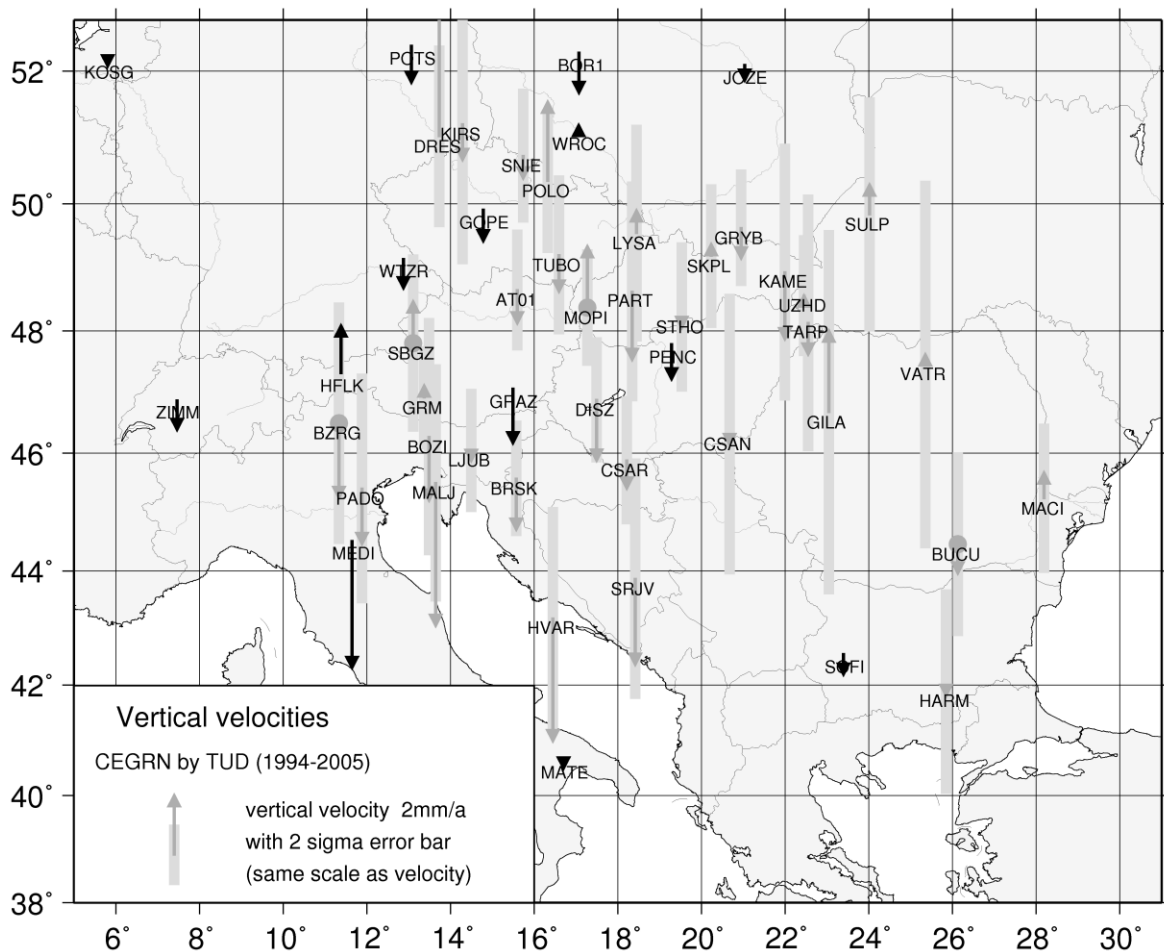 52°
50°
48°
46°
44°
42°
40°
38°
KOSG
POTS
BOR1
JOZE
DRES
KIRS
SNIE
WROC
POLO
GOPE
LYSA
GRYB
SULP
WTZR
TUBO
SKPL
KAME
AT01
PART
UZHD
MOPI
STHO
TARP
SBGZ
PENC
HFLK
VATR
ZIMM
GRM
GRAZ
DISZ
BZRG
GILA
BOZI
LJUB
CSAN
CSAR
PADO
MALJ
BRSK
MACI
MEDI
BUCU
SRJV
HVAR
SOFI
HARM
MATE
Vertical velocities
CEGRN by TUD (1994-2005)
vertical velocity 2mm/a
with 2 sigma error bar
(same scale as velocity)
6° 8° 10° 12° 14° 16° 18° 20° 22° 24° 26° 28° 30°